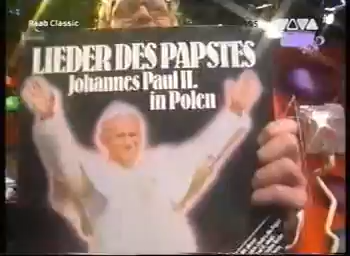 Raab Classic
VIVA
LIEDER DES PAPSTES
Johannes Paul II.
in Polen